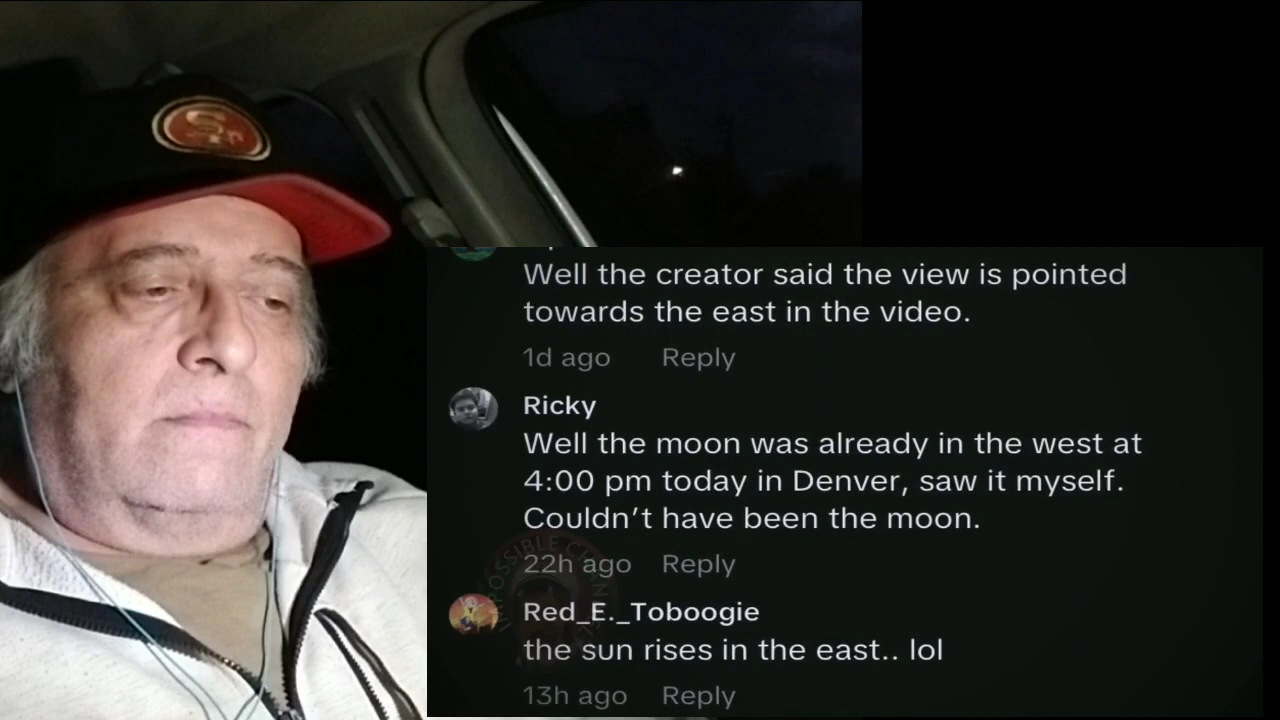 SF
Well the creator said the view is pointed
towards the east in the video.
1d ago Reply
Ricky
Well the moon was already in the west at
4:00 pm today in Denver, saw it myself.
Couldn't have been the moon.
22h ago Reply
Red_E._Toboogie
the sun rises in the east.. lol
13h ago Reply